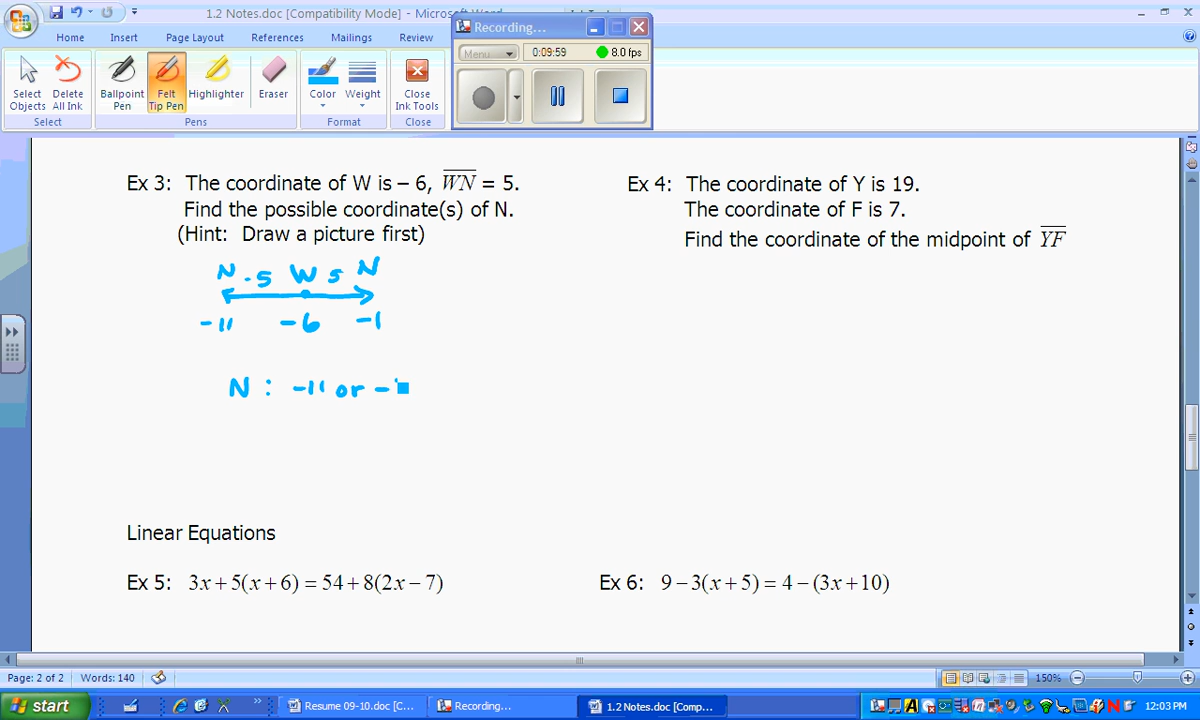 1.2 Notes.doc [Compatibility Mode] - Microsoft Word
Recording...
Home Insert Page Layout References Mailings Review
Menu 0:09:59 8.0 fps
Select Objects
Delete All Ink
Ballpoint Pen
Felt Tip Pen
Highlighter
Eraser
Color
Weight
Close Ink Tools
Select Pens Format Close
Ex 3: The coordinate of W is – 6, WN = 5.
Find the possible coordinate(s) of N.
(Hint: Draw a picture first)
N 5 W 5 N
-11 -6 -1
N : -11 or -1
Ex 4: The coordinate of Y is 19.
The coordinate of F is 7.
Find the coordinate of the midpoint of YF
Linear Equations
Ex 5: 3x + 5(x + 6) = 54 + 8(2x − 7)
Ex 6: 9 − 3(x + 5) = 4 − (3x + 10)
Page: 2 of 2 Words: 140 150%
start Resume 09-10.doc [C... Recording... 1.2 Notes.doc [Comp... 12:03 PM